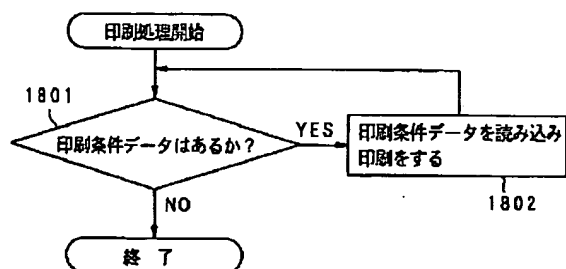 印刷処理開始
1801
印刷条件データはあるか?
YES
印刷条件データを読み込み
印刷をする
1802
NO
終 了